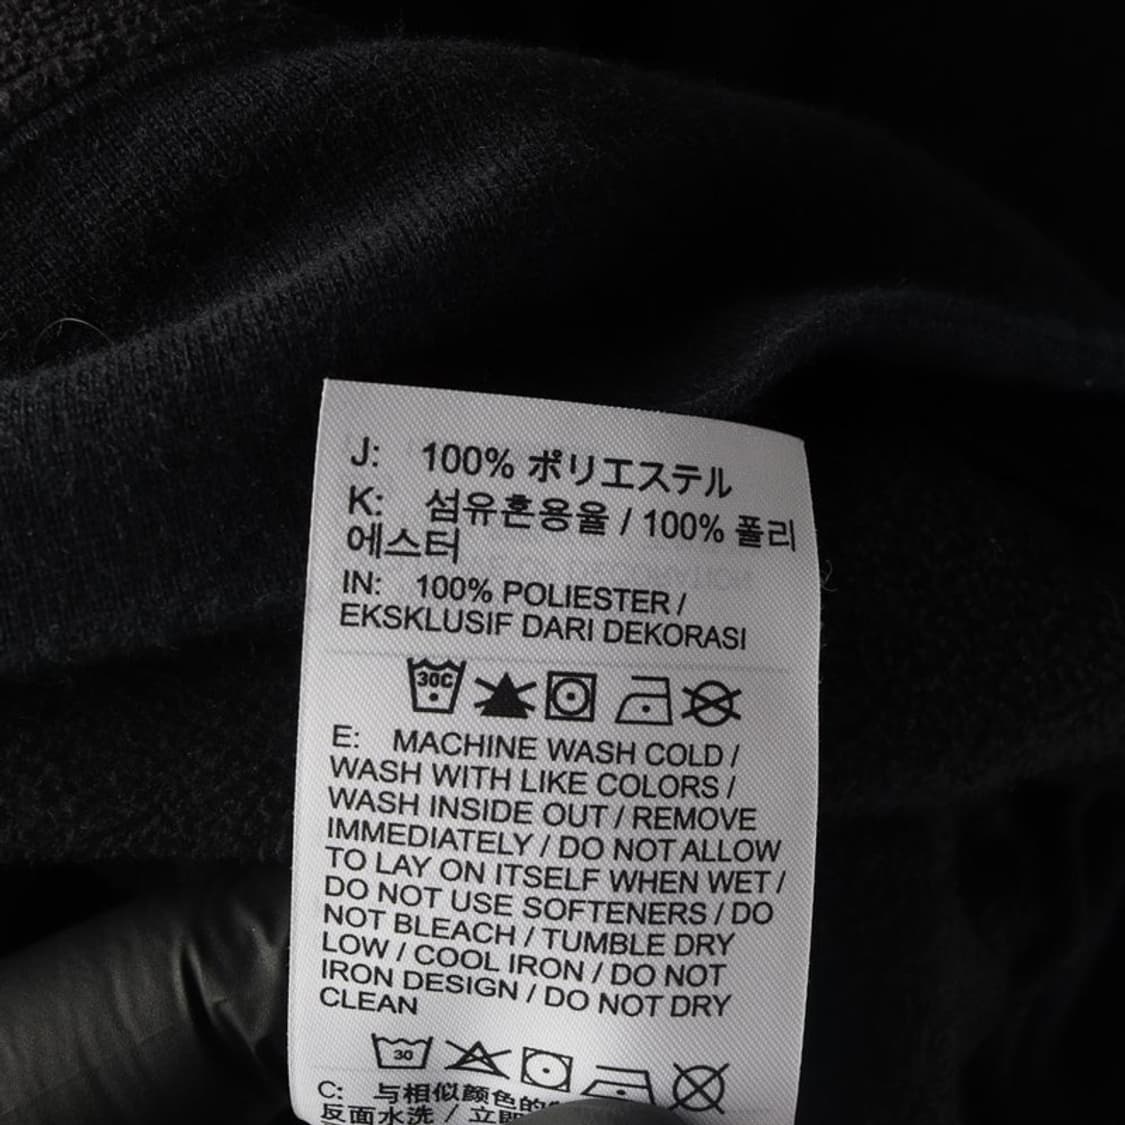 J: 100% ポリエステル
K: 섬유혼용율 / 100% 폴리
에스터
IN: 100% POLIESTER /
EKSKLUSIF DARI DEKORASI
30C
E: MACHINE WASH COLD /
WASH WITH LIKE COLORS /
WASH INSIDE OUT / REMOVE
IMMEDIATELY / DO NOT ALLOW
TO LAY ON ITSELF WHEN WET /
DO NOT USE SOFTENERS / DO
NOT BLEACH / TUMBLE DRY
LOW / COOL IRON / DO NOT
IRON DESIGN / DO NOT DRY
CLEAN
30
C: 与相似颜色的
反面水洗 / 立即